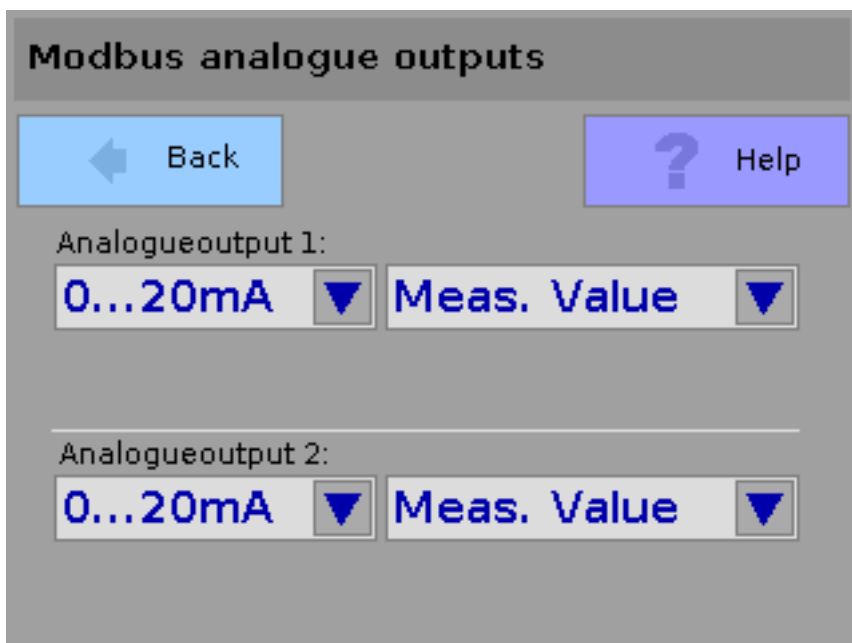 Modbus analogue outputs
Back
Help
Analogueoutput 1:
0...20mA Meas. Value
Analogueoutput 2:
0...20mA Meas. Value